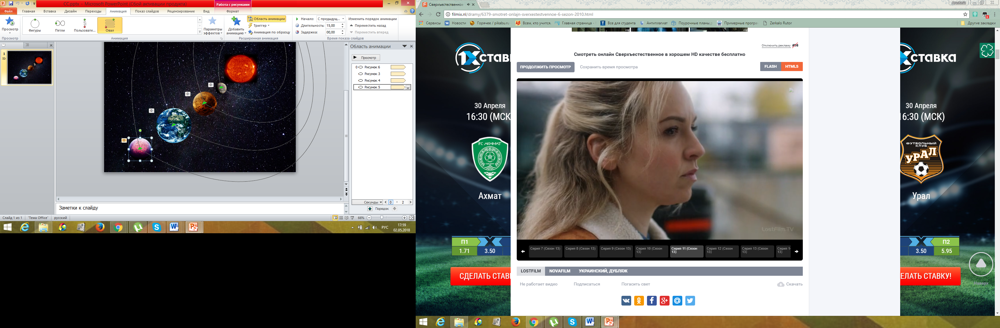 CC.pptx - Microsoft PowerPoint (Сбой активации продукта)
Работа с рисунками
Файл Главная Вставка Дизайн Переходы Анимация Показ слайдов Рецензирование Вид Формат
Просмотр
Фигуры Петли Пользовате... Овал
Параметры эффектов
Добавить анимацию
Область анимации
Триггер
Анимация по образцу
Начало: С предыдущ...
Длительность: 15,00
Задержка: 00,00
Изменить порядок анимации
Переместить назад
Переместить вперед
Просмотр Анимация Расширенная анимация Время показа слайдов
1
0
0
0
0
Область анимации
Просмотр
0 Рисунок 6
Рисунок 3
Рисунок 4
Рисунок 5
Секунды 0 2
Порядок
Заметки к слайду
Слайд 1 из 1 "Тема Office" русский 66%
РУС 17:59
02.05.2018
Сверхъестественное
Anastasia
filmix.nl/dramy/6379-smotret-onlajn-sverxestestvennoe-6-sezon-2010.html
Сервисы Новости Горячее / pikabu.ru Всем, кто учится. Главная страница - Все для студента Антиплагиат Поурочные планы,р Примерные програ Zerkalo Rutor Другие закладки
Отключить рекламу ADS
Смотреть онлайн Сверхъестественное в хорошем HD качестве бесплатно
ПРОДОЛЖИТЬ ПРОСМОТР Сохранить время просмотра FLASH HTML5
1XСТАВ
СТАВКА
30 Апреля
16:30 (МСК
FC AKHMAT
GROZNY
Ахмат
П1
1.71 3.50
СДЕЛАТЬ СТАВ
30 Апреля
16:30 (МСК)
ФУТБОЛЬНЫЙ
КЛУБ
УРАЛ
Урал
П2
3.50 5.95
ЕЛАТЬ СТАВКУ!
Наверх
LostFilm.TV
Серия 7 (Сезон 13) Серия 8 (Сезон 13) Серия 9 (Сезон 13) Серия 10 (Сезон 13) Серия 11 (Сезон 13) Серия 12 (Сезон 13) Серия 13 (Сезон 13) Серия 14 13)
LOSTFILM NOVAFILM УКРАИНСКИЙ, ДУБЛЯЖ
Не работает видео Подписаться Погасить свет Скачать